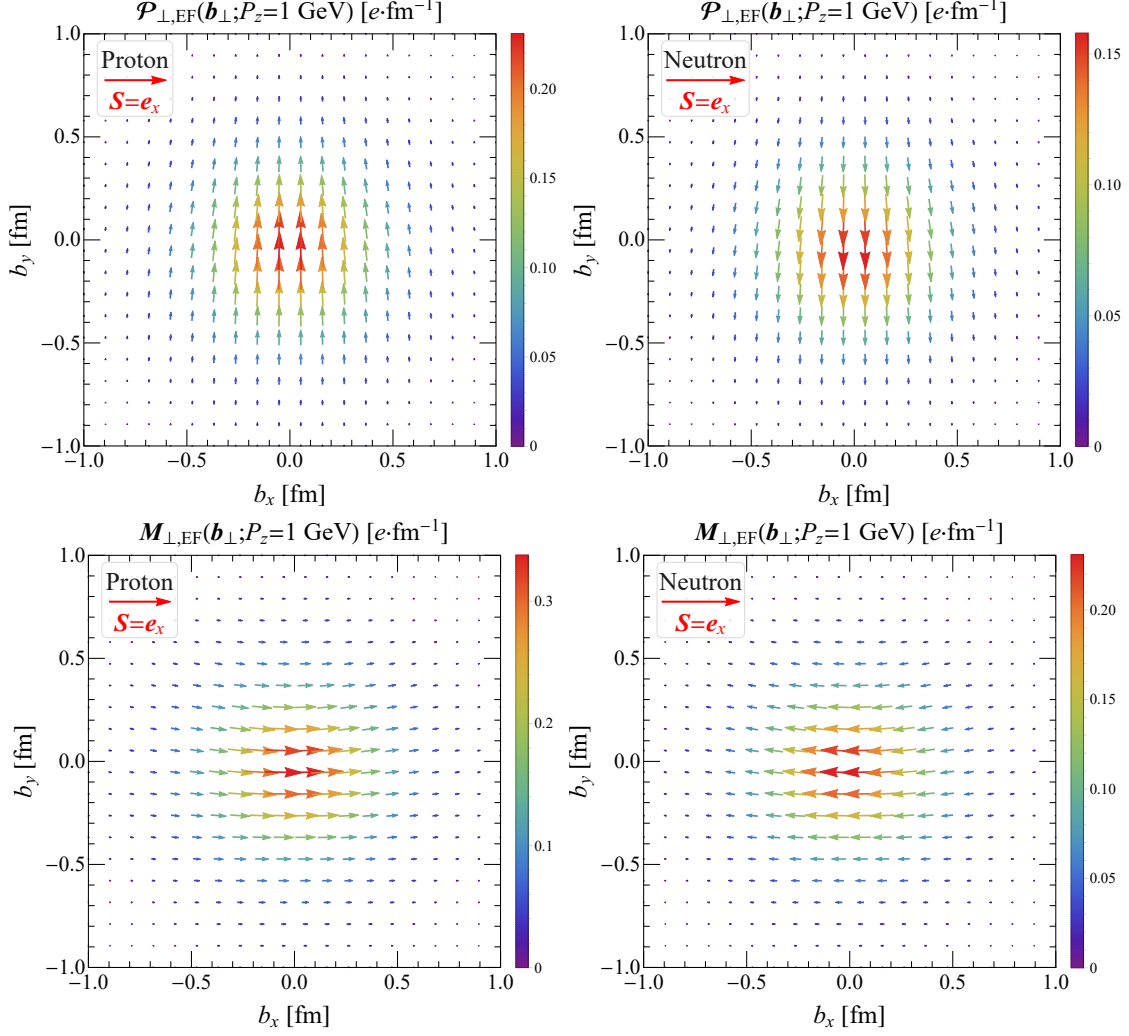 𝓟⊥,EF(b⊥;Pz=1 GeV) [e·fm⁻¹]
Proton
S=ex
1.0
0.5
0.0
−0.5
−1.0
by [fm]
−1.0 −0.5 0.0 0.5 1.0
bx [fm]
0.20
0.15
0.10
0.05
0
𝓟⊥,EF(b⊥;Pz=1 GeV) [e·fm⁻¹]
Neutron
S=ex
1.0
0.5
0.0
−0.5
−1.0
by [fm]
−1.0 −0.5 0.0 0.5 1.0
bx [fm]
0.15
0.10
0.05
0
M⊥,EF(b⊥;Pz=1 GeV) [e·fm⁻¹]
Proton
S=ex
1.0
0.5
0.0
−0.5
−1.0
by [fm]
−1.0 −0.5 0.0 0.5 1.0
bx [fm]
0.3
0.2
0.1
0
M⊥,EF(b⊥;Pz=1 GeV) [e·fm⁻¹]
Neutron
S=ex
1.0
0.5
0.0
−0.5
−1.0
by [fm]
−1.0 −0.5 0.0 0.5 1.0
bx [fm]
0.20
0.15
0.10
0.05
0